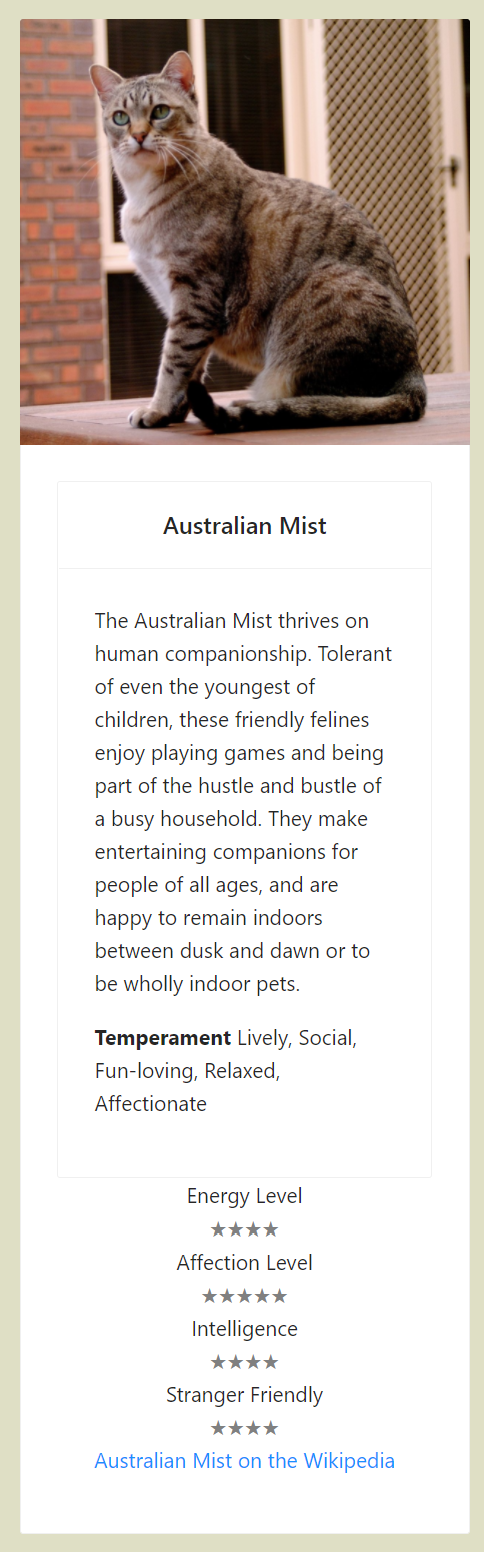 Australian Mist
The Australian Mist thrives on
human companionship. Tolerant
of even the youngest of
children, these friendly felines
enjoy playing games and being
part of the hustle and bustle of
a busy household. They make
entertaining companions for
people of all ages, and are
happy to remain indoors
between dusk and dawn or to
be wholly indoor pets.
Temperament Lively, Social,
Fun-loving, Relaxed,
Affectionate
Energy Level
★★★★
Affection Level
★★★★★
Intelligence
★★★★
Stranger Friendly
★★★★
Australian Mist on the Wikipedia